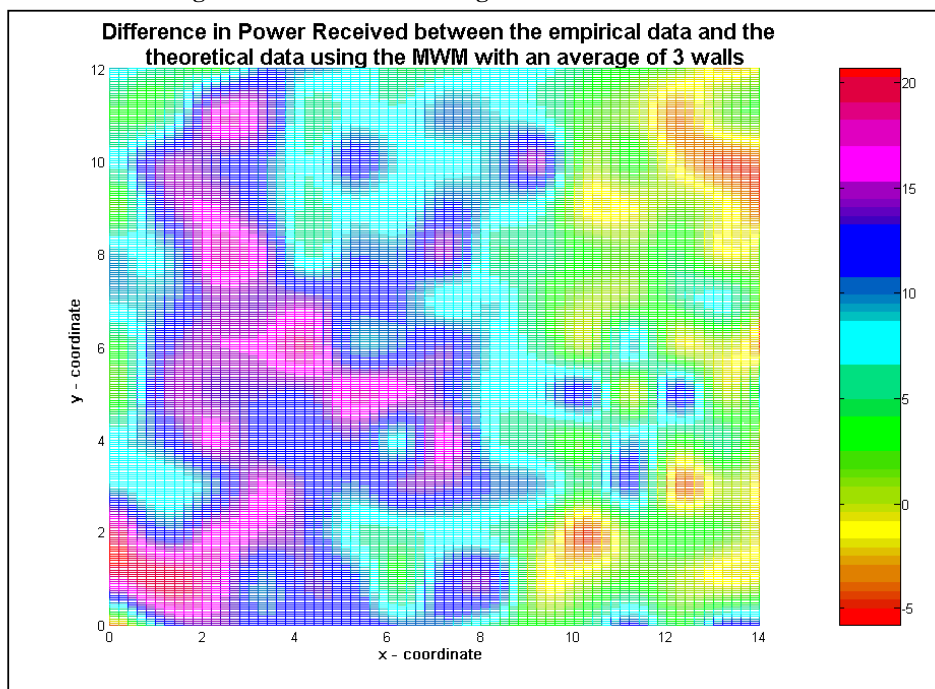 Difference in Power Received between the empirical data and the
theoretical data using the MWM with an average of 3 walls
12
10
8
6
4
2
0
y - coordinate
0 2 4 6 8 10 12 14
x - coordinate
20
15
10
5
0
-5